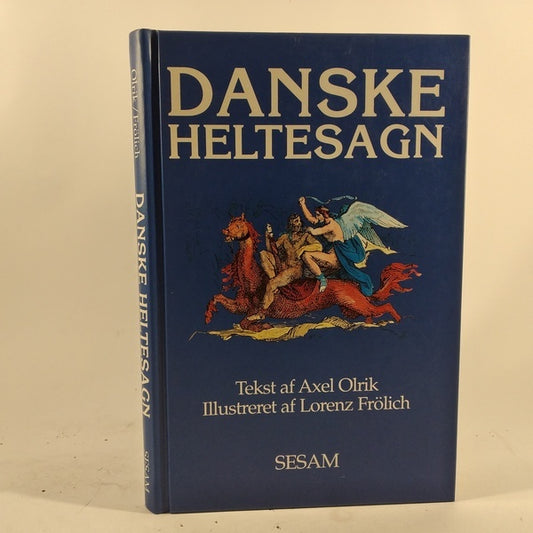 DANSKE
HELTESAGN
Tekst af Axel Olrik
Illustreret af Lorenz Frölich
SESAM
Olrik/Frölich
DANSKE HELTESAGN
SESAM